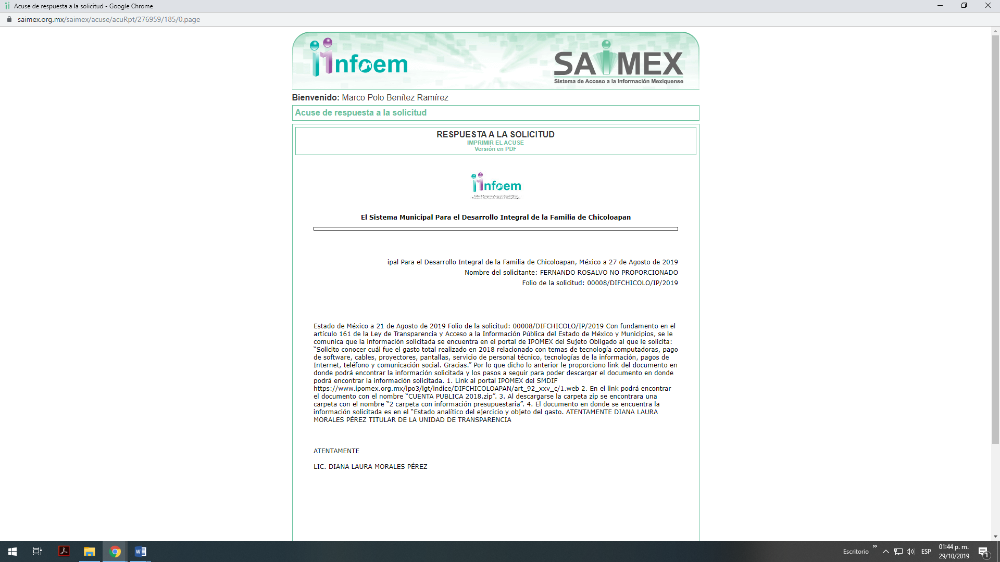 Acuse de respuesta a la solicitud - Google Chrome
saimex.org.mx/saimex/acuse/acuRpt/276959/185/0.page
infoem
SAIMEX
Sistema de Acceso a la Información Mexiquense
Bienvenido: Marco Polo Benítez Ramírez
Acuse de respuesta a la solicitud
RESPUESTA A LA SOLICITUD
IMPRIMIR EL ACUSE
Versión en PDF
infoem
El Sistema Municipal Para el Desarrollo Integral de la Familia de Chicoloapan
ipal Para el Desarrollo Integral de la Familia de Chicoloapan, México a 27 de Agosto de 2019
Nombre del solicitante: FERNANDO ROSALVO NO PROPORCIONADO
Folio de la solicitud: 00008/DIFCHICOLO/IP/2019
Estado de México a 21 de Agosto de 2019 Folio de la solicitud: 00008/DIFCHICOLO/IP/2019 Con fundamento en el
artículo 161 de la Ley de Transparencia y Acceso a la Información Pública del Estado de México y Municipios, se le
comunica que la información solicitada se encuentra en el portal de IPOMEX del Sujeto Obligado al que le solicita:
“Solicito conocer cuál fue el gasto total realizado en 2018 relacionado con temas de tecnología computadoras, pago
de software, cables, proyectores, pantallas, servicio de personal técnico, tecnologías de la información, pagos de
Internet, teléfono y comunicación social. Gracias.” Por lo que dicho lo anterior le proporciono link del documento en
donde podrá encontrar la información solicitada y los pasos a seguir para poder descargar el documento en donde
podrá encontrar la información solicitada. 1. Link al portal IPOMEX del SMDIF
https://www.ipomex.org.mx/ipo3/lgt/indice/DIFCHICOLOAPAN/art_92_xxv_c/1.web 2. En el link podrá encontrar
el documento con el nombre “CUENTA PUBLICA 2018.zip”. 3. Al descargarse la carpeta zip se encontrara una
carpeta con el nombre “2 carpeta con información presupuestaria”. 4. El documento en donde se encuentra la
información solicitada es en el “Estado analítico del ejercicio y objeto del gasto. ATENTAMENTE DIANA LAURA
MORALES PÉREZ TITULAR DE LA UNIDAD DE TRANSPARENCIA
ATENTAMENTE
LIC. DIANA LAURA MORALES PÉREZ
Escritorio
ESP
01:44 p. m.
29/10/2019
1